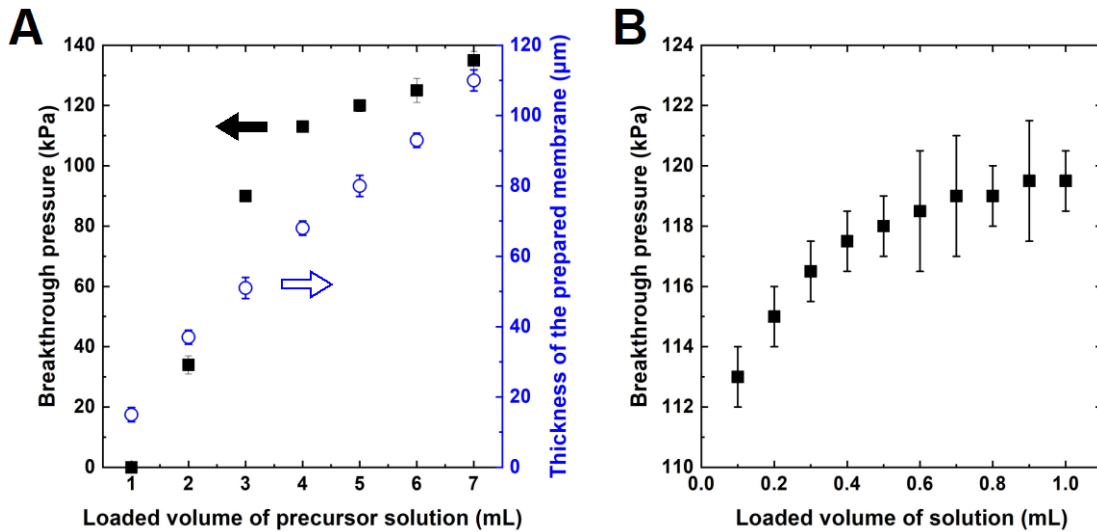 A
Breakthrough pressure (kPa)
140
120
100
80
60
40
20
0
1 2 3 4 5 6 7
Loaded volume of precursor solution (mL)
120
100
80
60
40
20
0
Thickness of the prepared membrane (μm)
B
Breakthrough pressure (kPa)
124
122
120
118
116
114
112
110
0.0 0.2 0.4 0.6 0.8 1.0
Loaded volume of solution (mL)